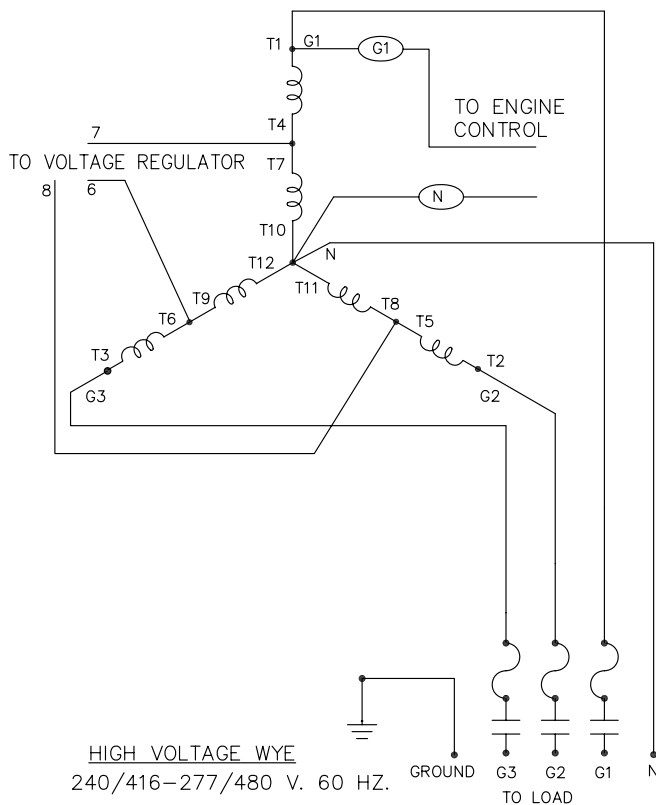 T1
G1
G1
TO ENGINE
CONTROL
T4
7
TO VOLTAGE REGULATOR
T7
8
6
N
T10
N
T12
T11
T9
T8
T6
T5
T3
T2
G3
G2
HIGH VOLTAGE WYE
240/416-277/480 V. 60 HZ.
GROUND
G3
G2
G1
N
TO LOAD